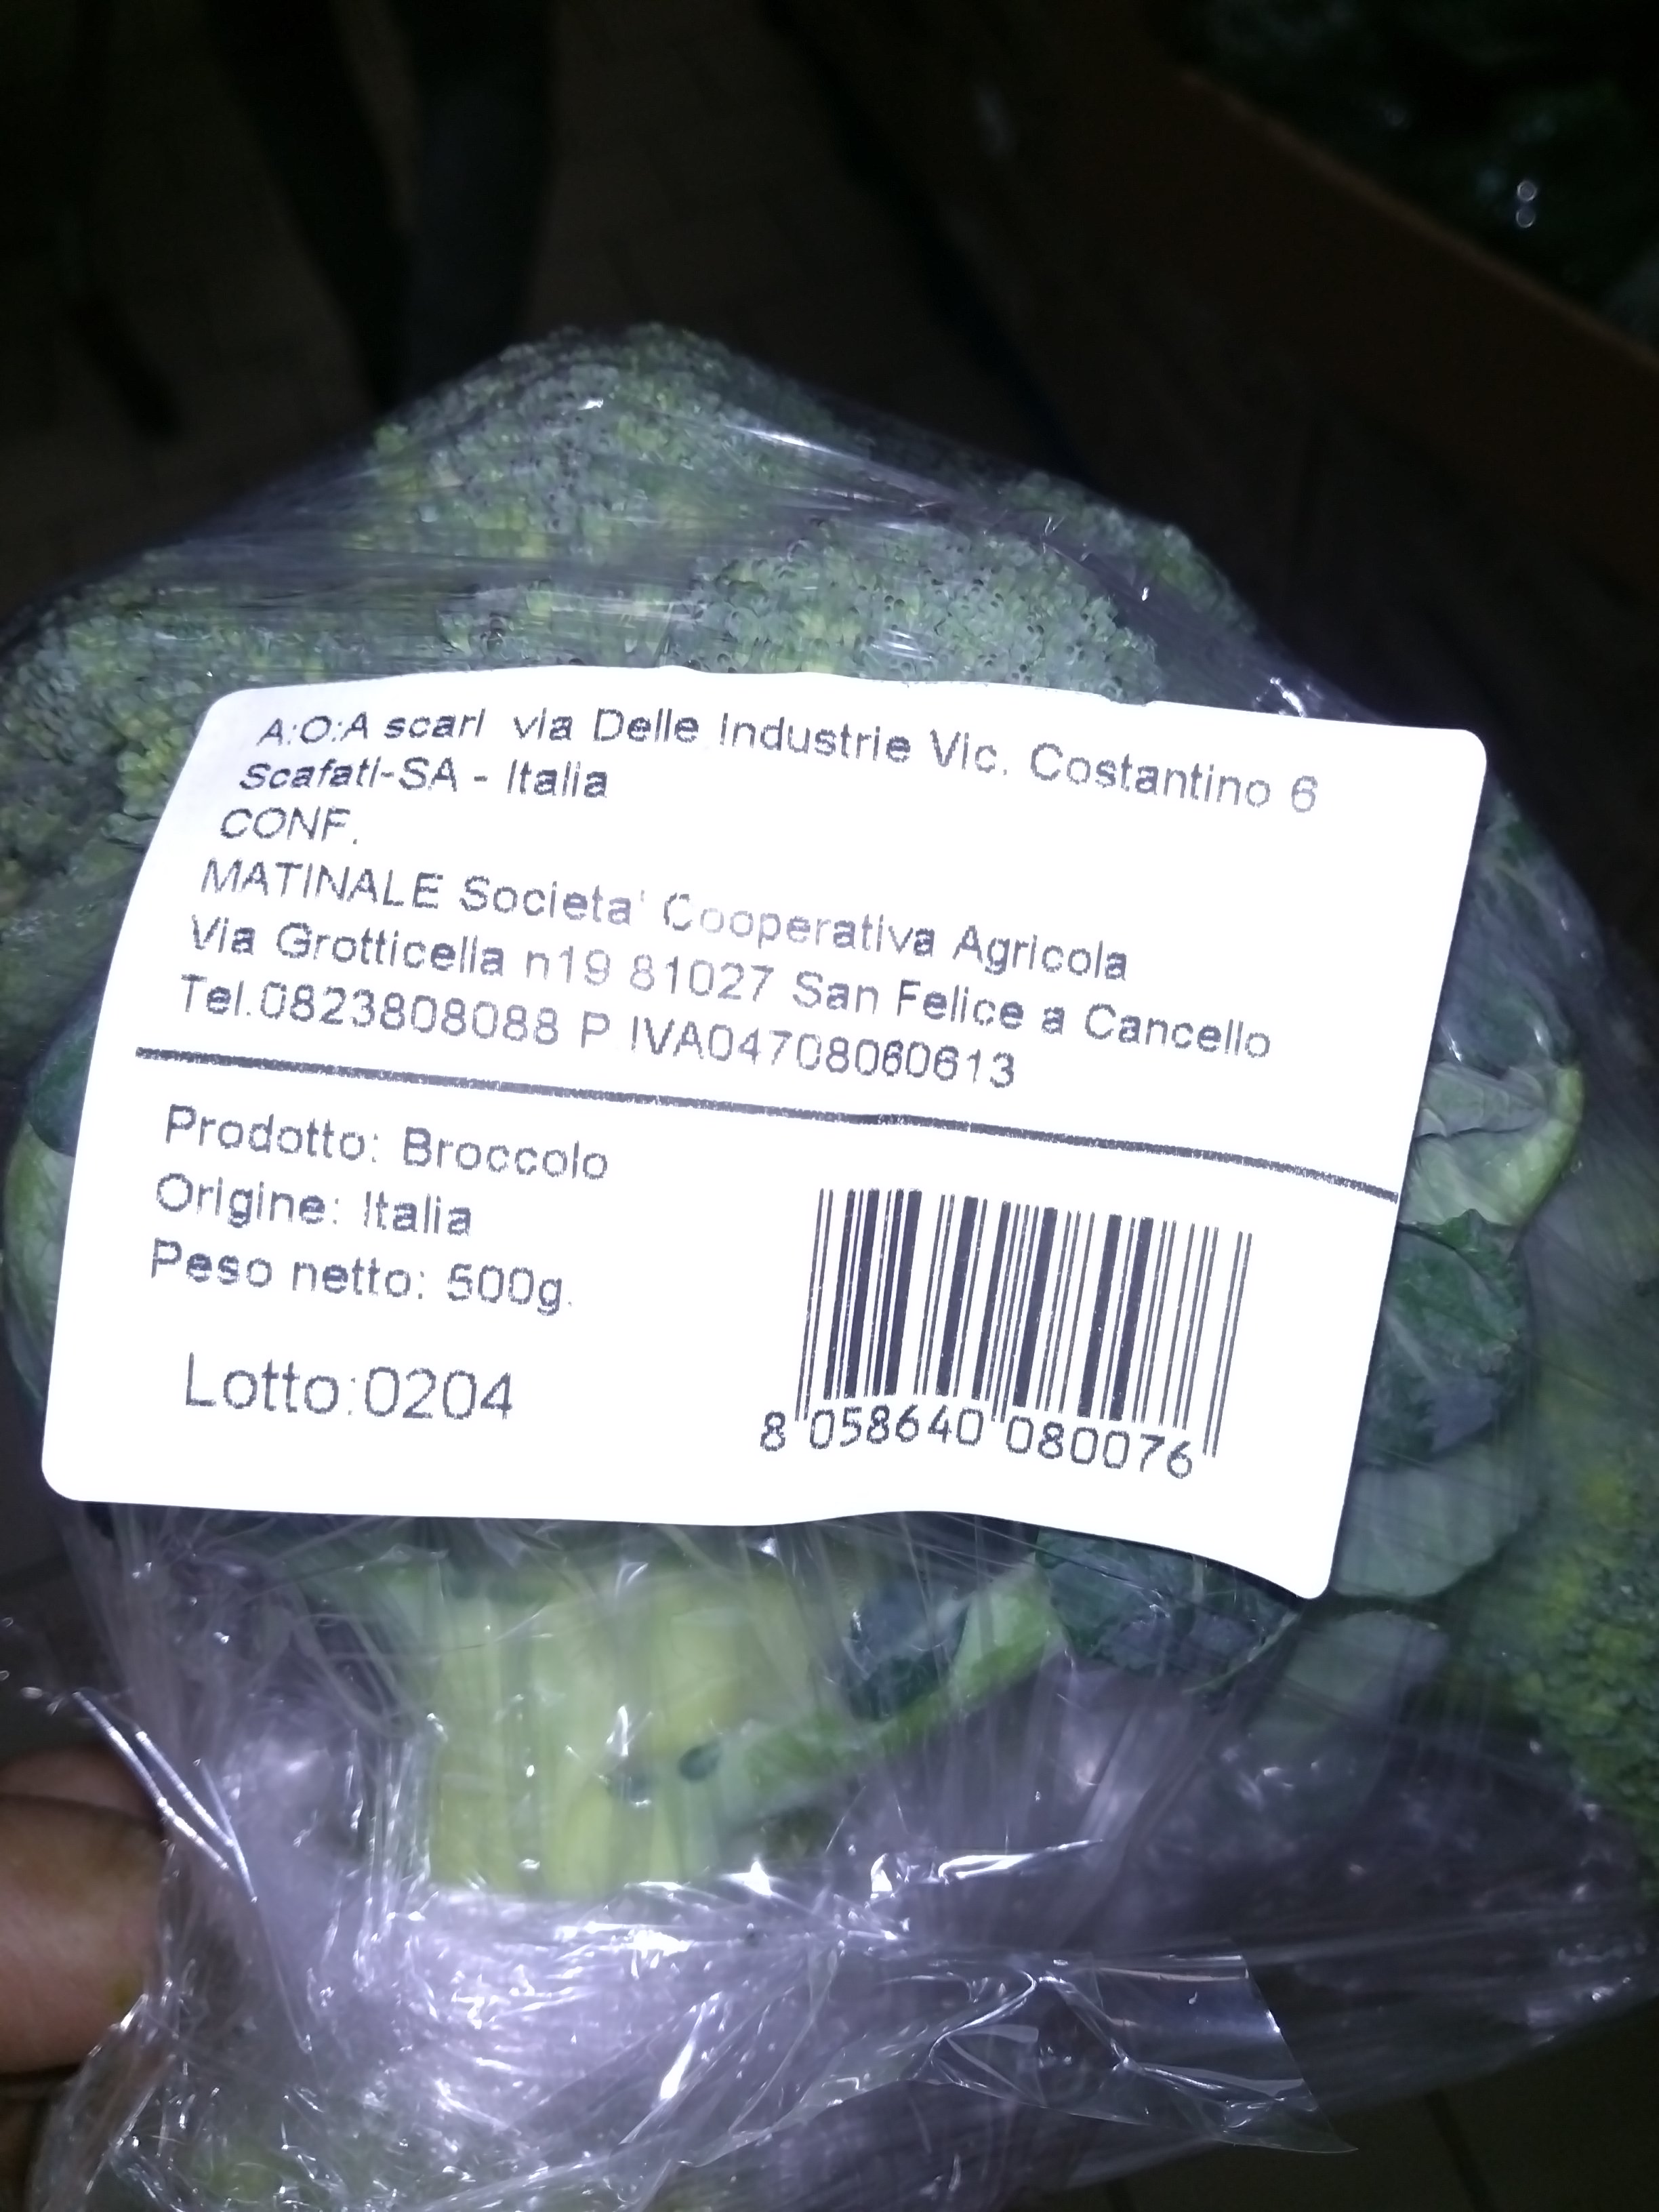 A:O:A scarl via Delle Industrie Vic. Costantino 6
Scafati-SA - Italia
CONF.
MATINALE Societa' Cooperativa Agricola
Via Grotticella n19 81027 San Felice a Cancello
Tel.0823808088 P IVA04708060613
Prodotto: Broccolo
Origine: Italia
Peso netto: 500g.
Lotto:0204
8 058640 080076